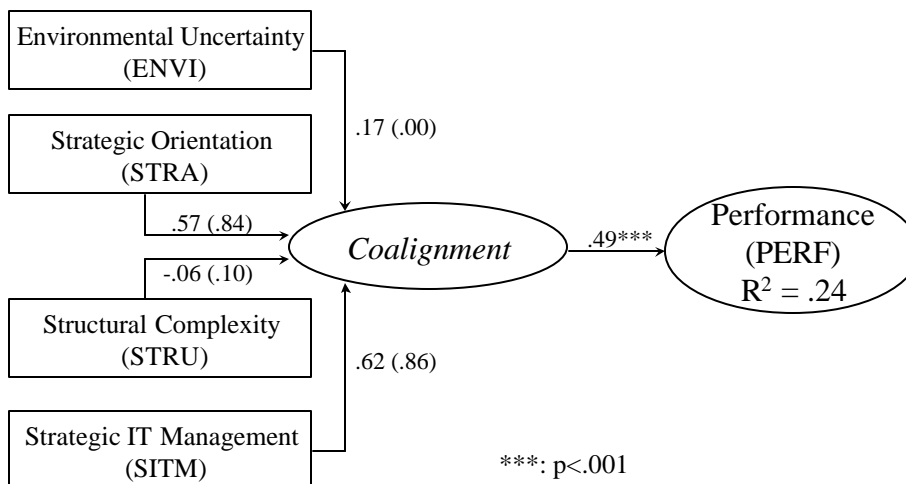 Environmental Uncertainty
(ENVI)
.17 (.00)
Strategic Orientation
(STRA)
.57 (.84)
Coalignment
.49***
Performance
(PERF)
R² = .24
-.06 (.10)
Structural Complexity
(STRU)
.62 (.86)
Strategic IT Management
(SITM)
***: p<.001